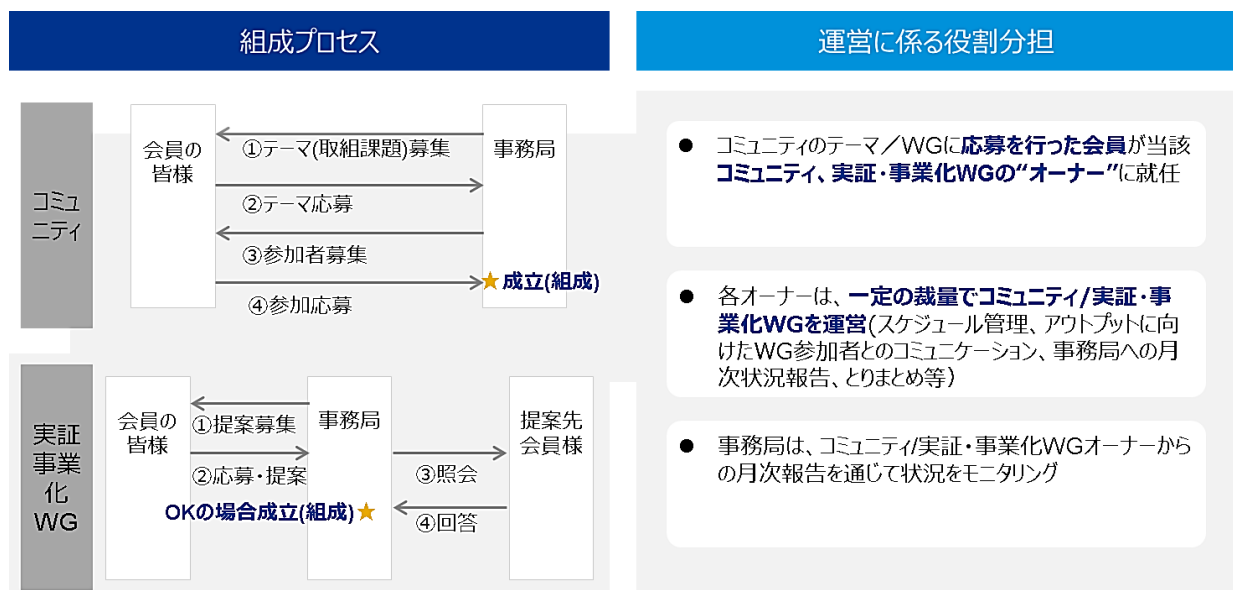 組成プロセス
コミュ
ニティ
会員の
皆様
事務局
①テーマ(取組課題)募集
②テーマ応募
③参加者募集
★成立(組成)
④参加応募
実証
事業
化
WG
会員の
皆様
事務局
提案先
会員様
①提案募集
②応募・提案
③照会
OKの場合成立(組成)★
④回答
運営に係る役割分担
● コミュニティのテーマ／WGに応募を行った会員が当該
コミュニティ、実証・事業化WGの“オーナー”に就任
● 各オーナーは、一定の裁量でコミュニティ/実証・事
業化WGを運営(スケジュール管理、アウトプットに向
けたWG参加者とのコミュニケーション、事務局への月
次状況報告、とりまとめ等）
● 事務局は、コミュニティ/実証・事業化WGオーナーから
の月次報告を通じて状況をモニタリング